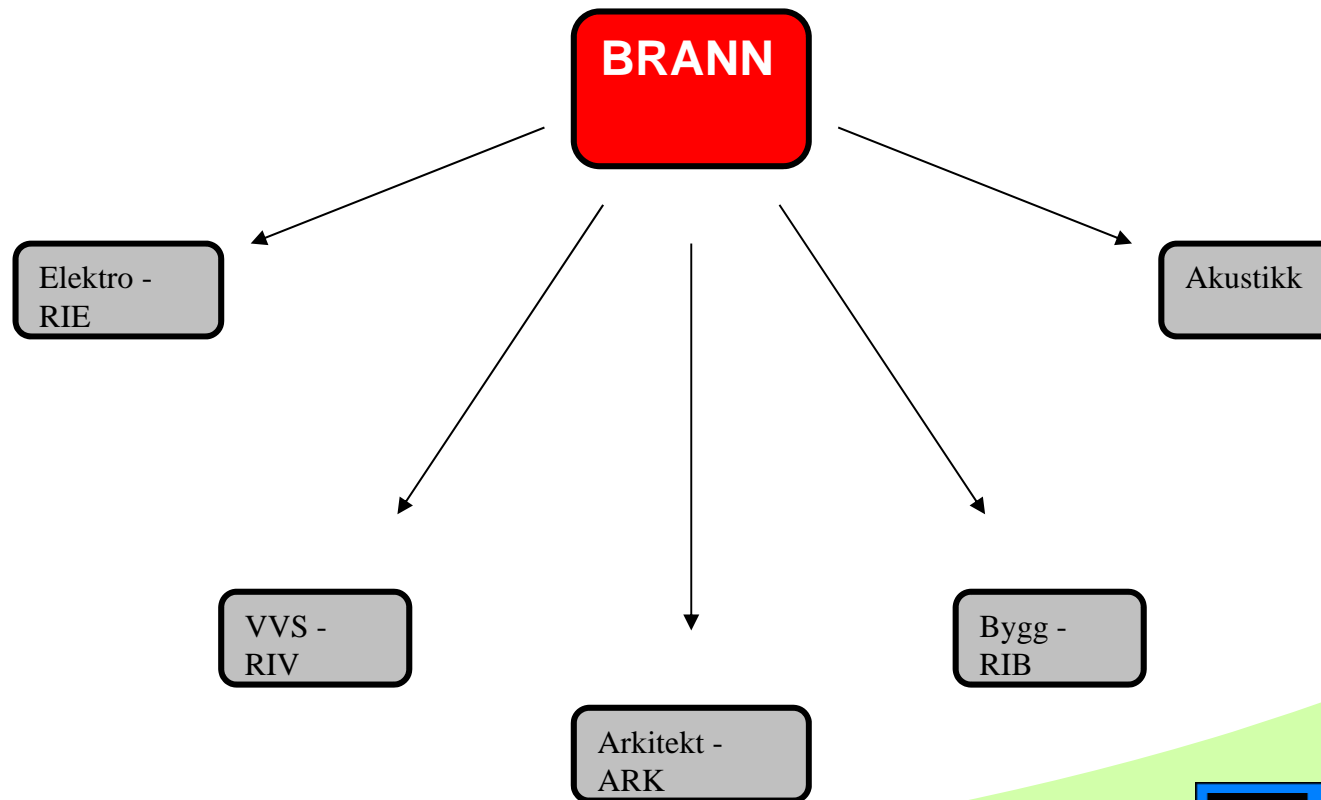 BRANN
Elektro -
RIE
Akustikk
VVS -
RIV
Bygg -
RIB
Arkitekt -
ARK